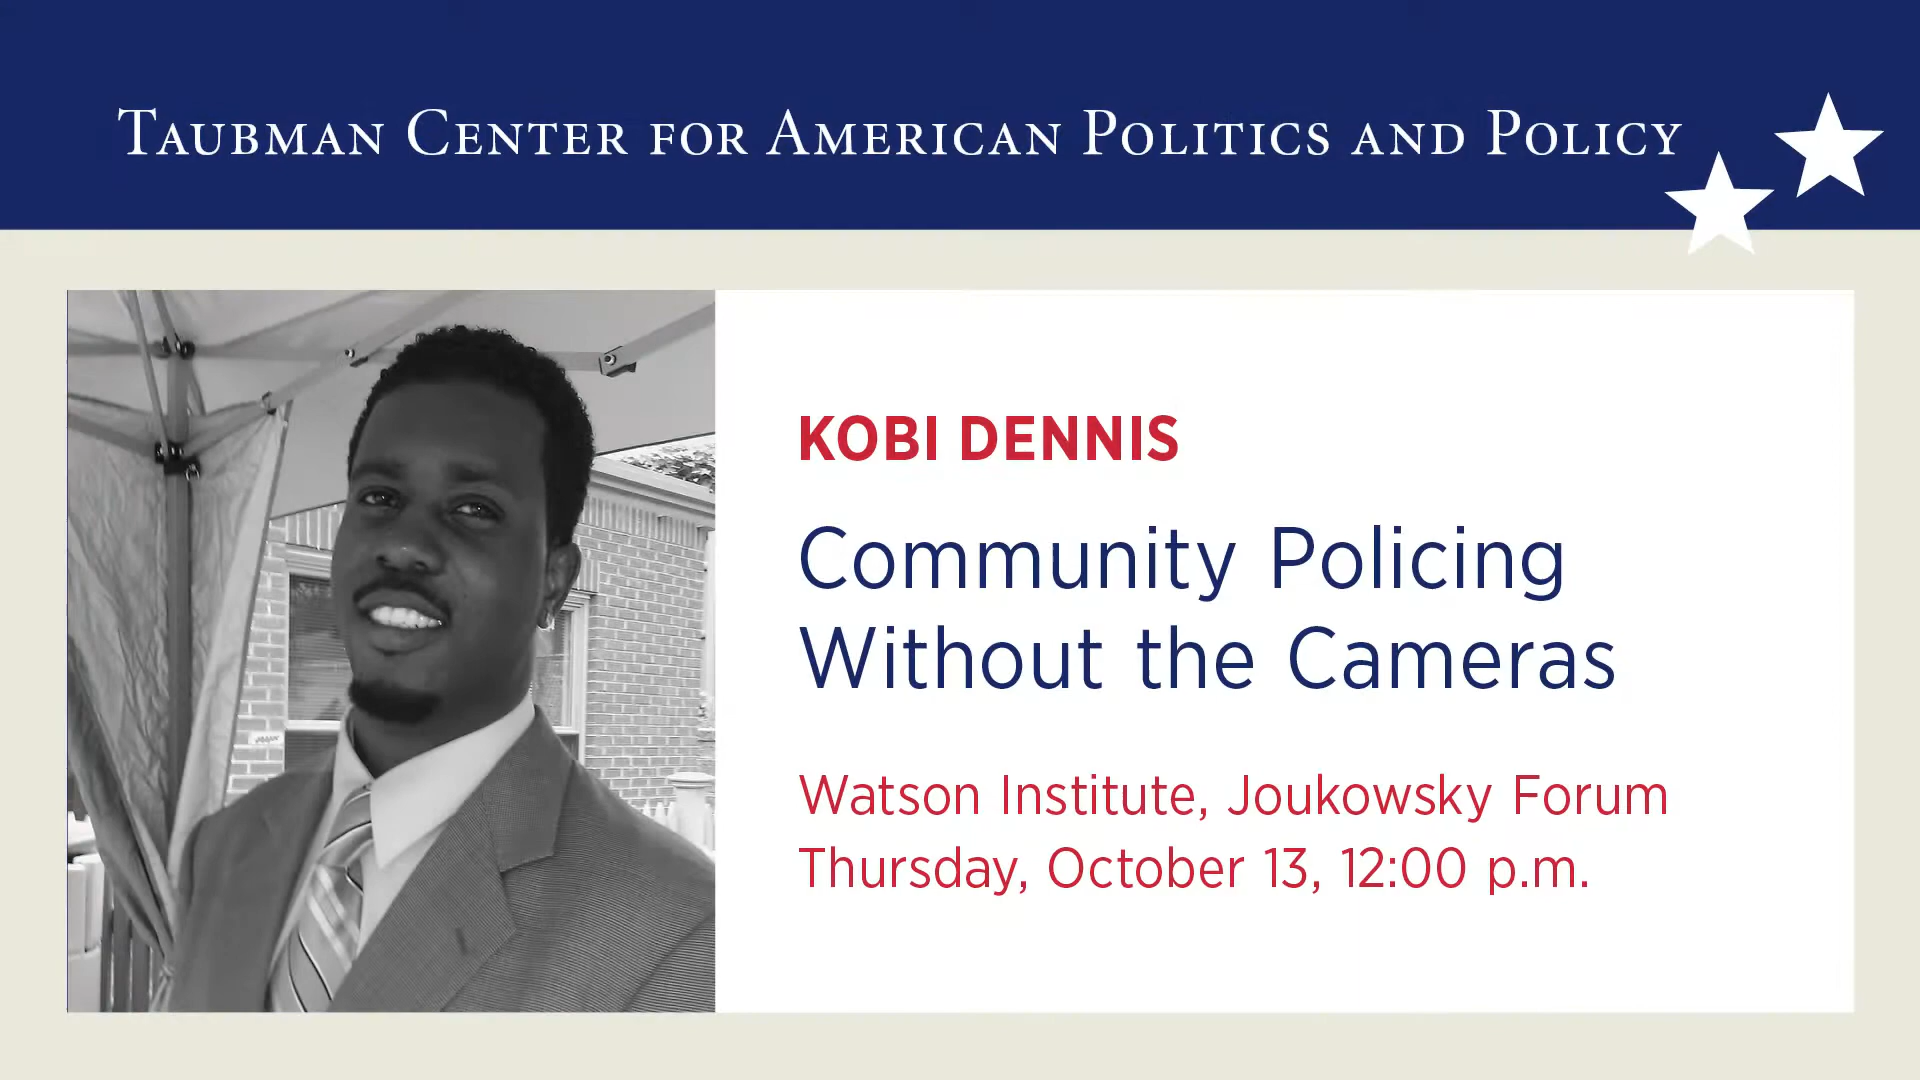 Taubman Center for American Politics and Policy
KOBI DENNIS
Community Policing
Without the Cameras
Watson Institute, Joukowsky Forum
Thursday, October 13, 12:00 p.m.